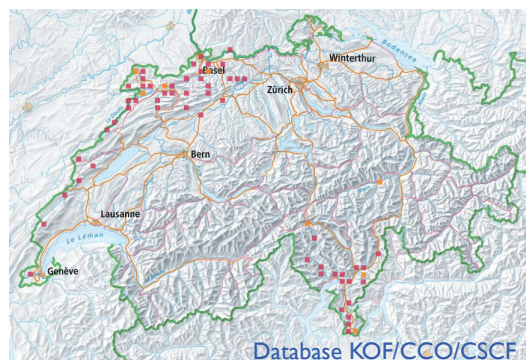 Bodensee
Basel
Winterthur
Zürich
Bern
Lausanne
Le Léman
Genève
Database KOF/CCO/CSCF